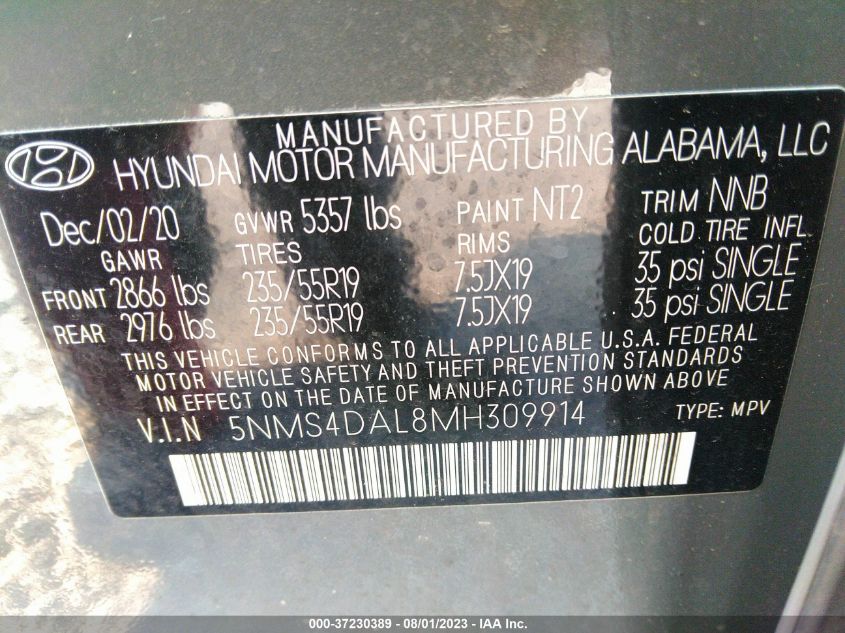 MANUFACTURED BY
HYUNDAI MOTOR MANUFACTURING ALABAMA, LLC
Dec/02/20 GVWR 5357 lbs PAINT NT2 TRIM NNB
GAWR TIRES RIMS COLD TIRE INFL.
FRONT 2866 lbs 235/55R19 7.5JX19 35 psi SINGLE
REAR 2976 lbs 235/55R19 7.5JX19 35 psi SINGLE
THIS VEHICLE CONFORMS TO ALL APPLICABLE U.S.A. FEDERAL
MOTOR VEHICLE SAFETY AND THEFT PREVENTION STANDARDS
IN EFFECT ON THE DATE OF MANUFACTURE SHOWN ABOVE
V.I.N 5NMS4DAL8MH309914 TYPE: MPV
000-37230389 - 08/01/2023 - IAA Inc.